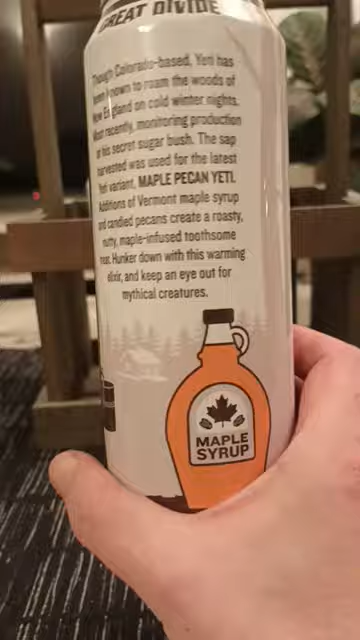 GREAT DIVIDE
Though Colorado-based, Yeti has
been known to roam the woods of
New England on cold winter nights.
Most recently, monitoring production
in his secret sugar bush. The sap
harvested was used for the latest
Yeti variant, MAPLE PECAN YETI.
Additions of Vermont maple syrup
and candied pecans create a roasty,
nutty, maple-infused toothsome
treat. Hunker down with this warming
elixir, and keep an eye out for
mythical creatures.
MAPLE
SYRUP